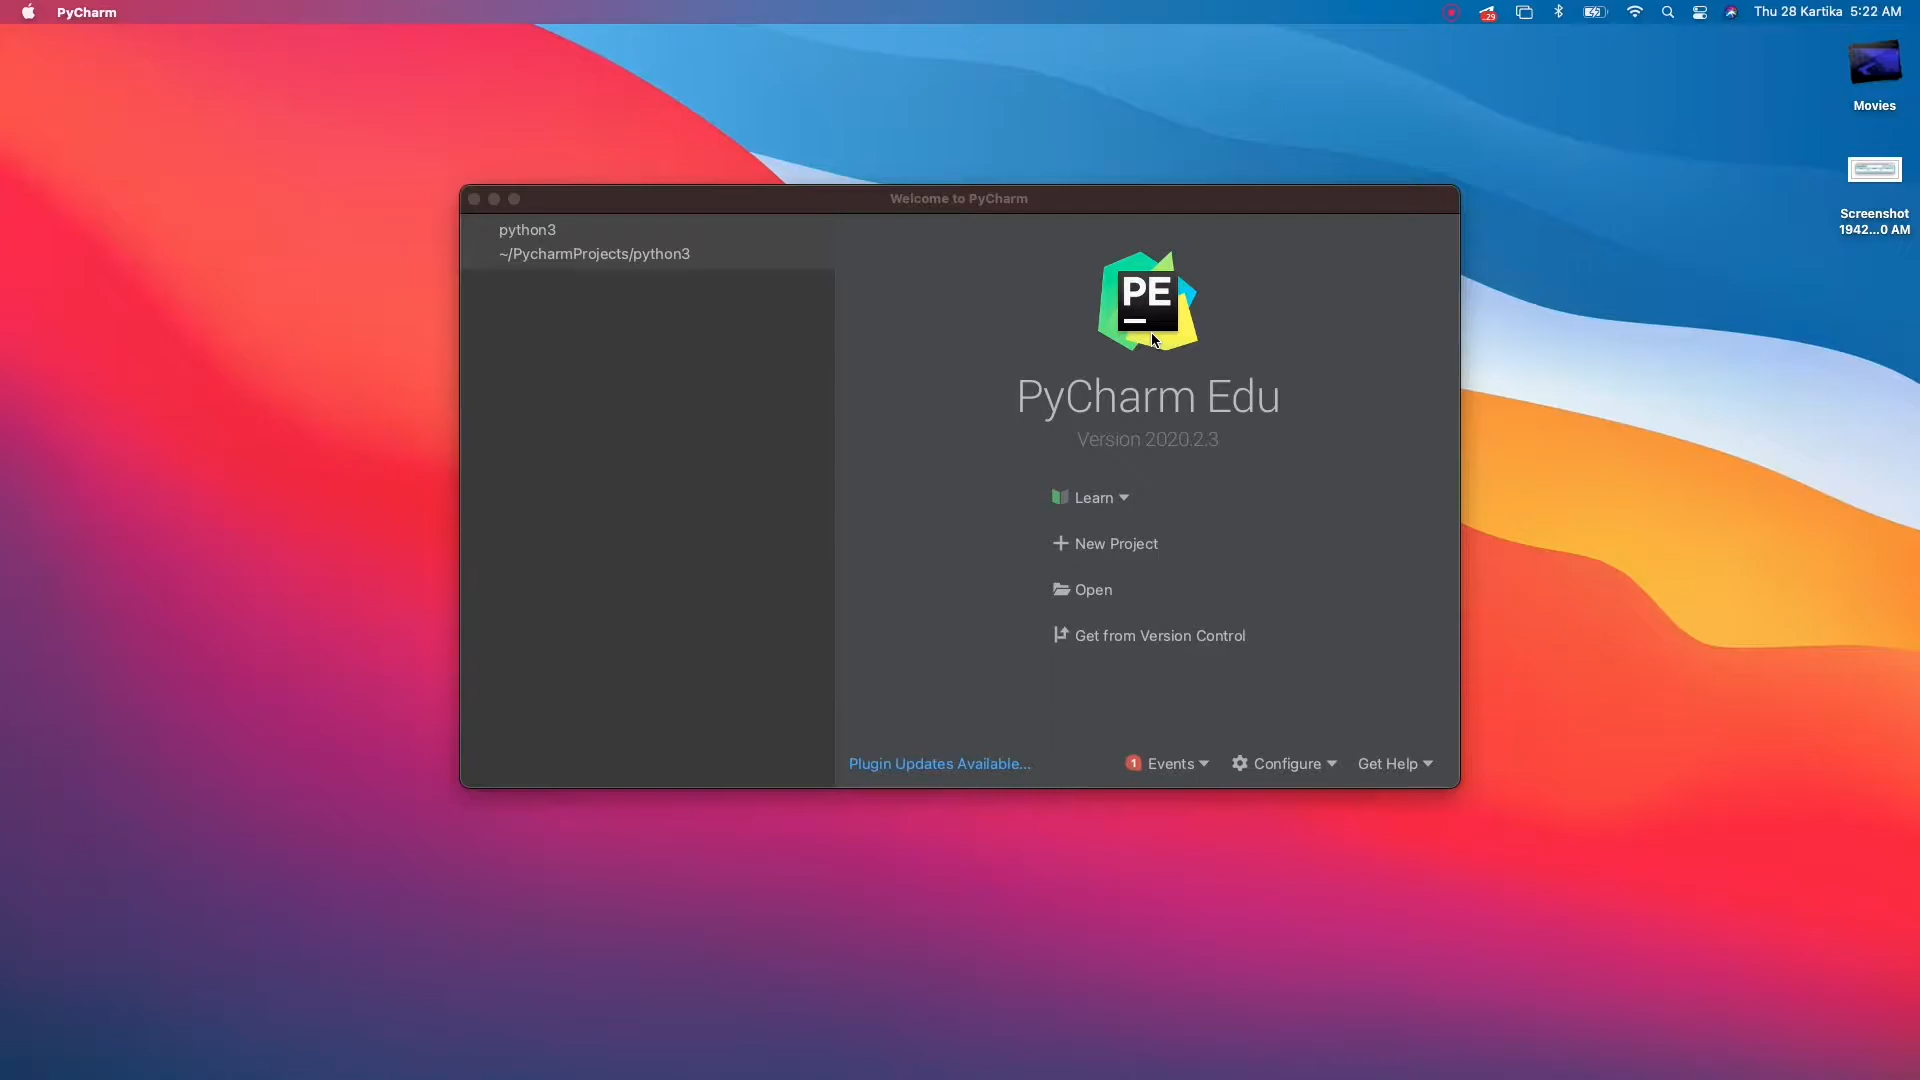 PyCharm
.29
Thu 28 Kartika 5:22 AM
Movies
Screenshot
1942...0 AM
Welcome to PyCharm
python3
~/PycharmProjects/python3
PE
PyCharm Edu
Version 2020.2.3
Learn
New Project
Open
Get from Version Control
Plugin Updates Available...
1 Events
Configure
Get Help